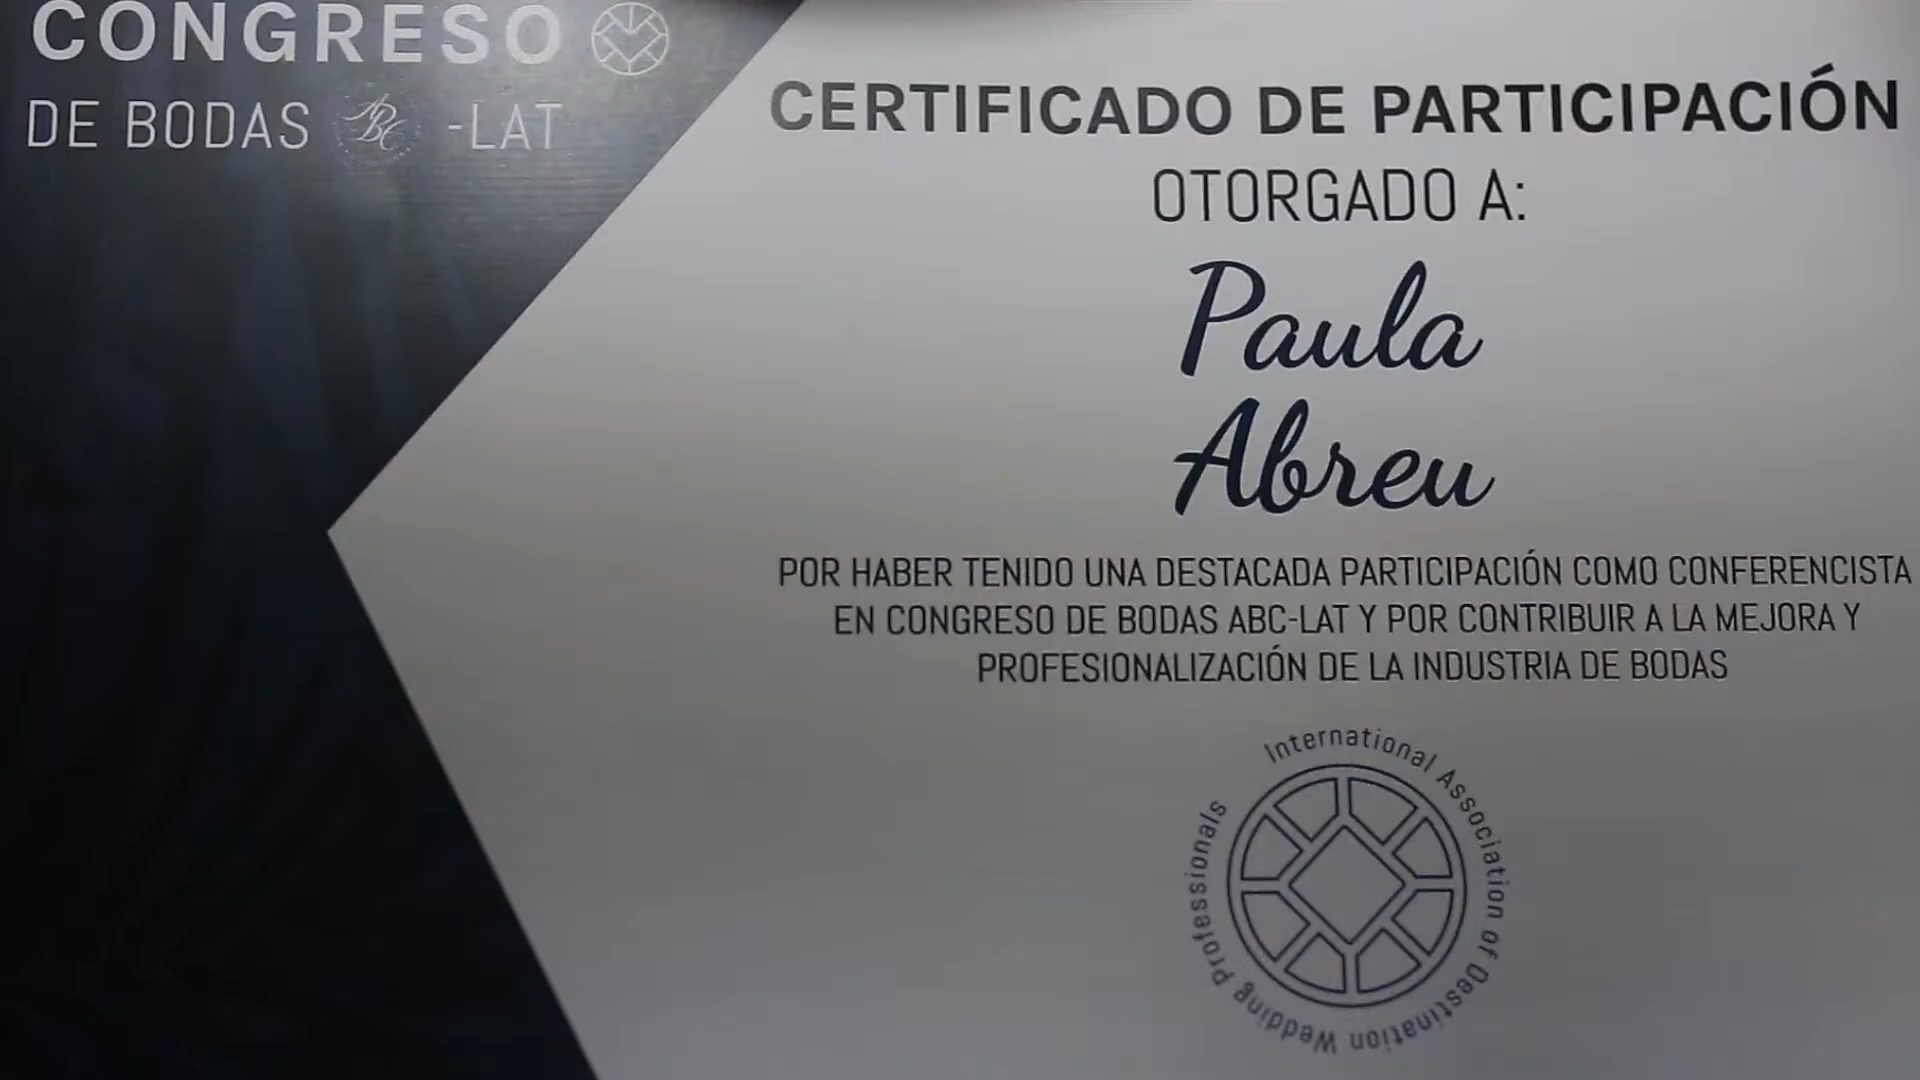 CONGRESO
DE BODAS ABC -LAT
CERTIFICADO DE PARTICIPACIÓN
OTORGADO A:
Paula
Abreu
POR HABER TENIDO UNA DESTACADA PARTICIPACIÓN COMO CONFERENCISTA
EN CONGRESO DE BODAS ABC-LAT Y POR CONTRIBUIR A LA MEJORA Y
PROFESIONALIZACIÓN DE LA INDUSTRIA DE BODAS
International Association of Destination Wedding Professionals